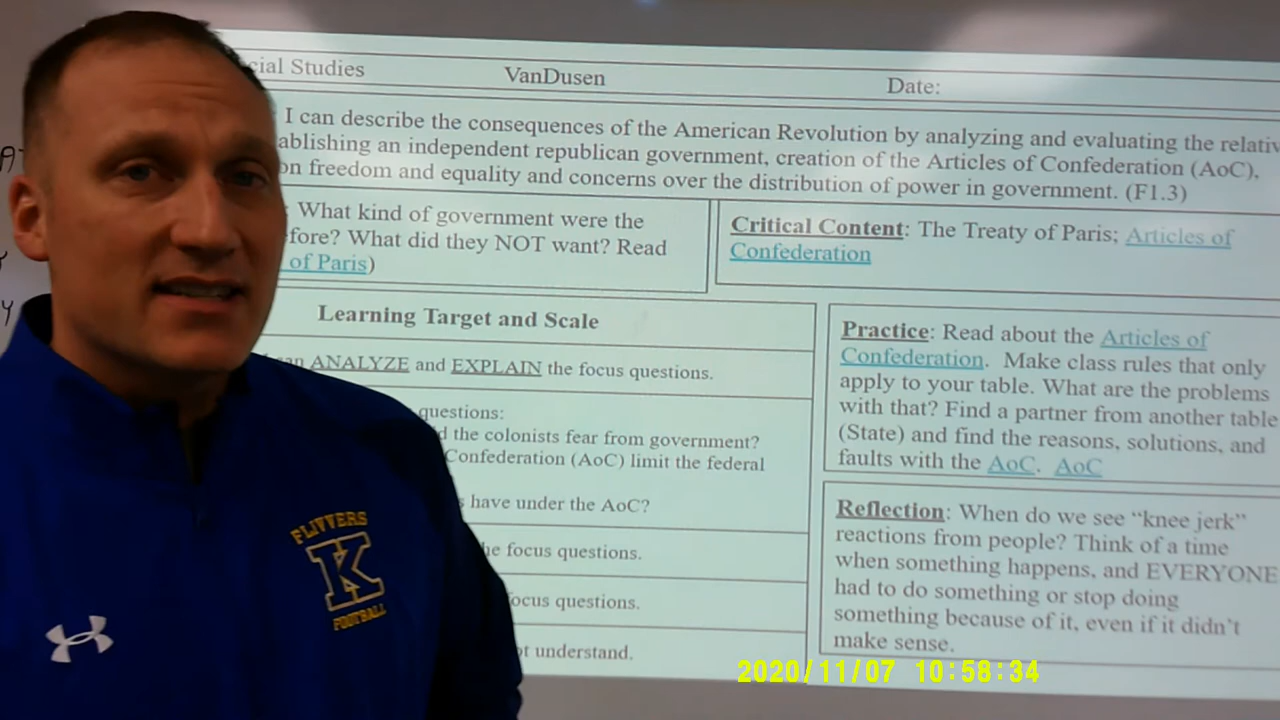 cial Studies VanDusen Date:
I can describe the consequences of the American Revolution by analyzing and evaluating the relativ
ablishing an independent republican government, creation of the Articles of Confederation (AoC),
on freedom and equality and concerns over the distribution of power in government. (F1.3)
What kind of government were the
fore? What did they NOT want? Read
of Paris)
Critical Content: The Treaty of Paris; Articles of
Confederation
Learning Target and Scale
an ANALYZE and EXPLAIN the focus questions.
questions:
d the colonists fear from government?
Confederation (AoC) limit the federal
s have under the AoC?
he focus questions.
ocus questions.
ot understand.
Practice: Read about the Articles of
Confederation. Make class rules that only
apply to your table. What are the problems
with that? Find a partner from another table
(State) and find the reasons, solutions, and
faults with the AoC. AoC
Reflection: When do we see “knee jerk”
reactions from people? Think of a time
when something happens, and EVERYONE
had to do something or stop doing
something because of it, even if it didn’t
make sense.
FLIVVERS
K
FOOTBALL
2020/11/07 10:58:34